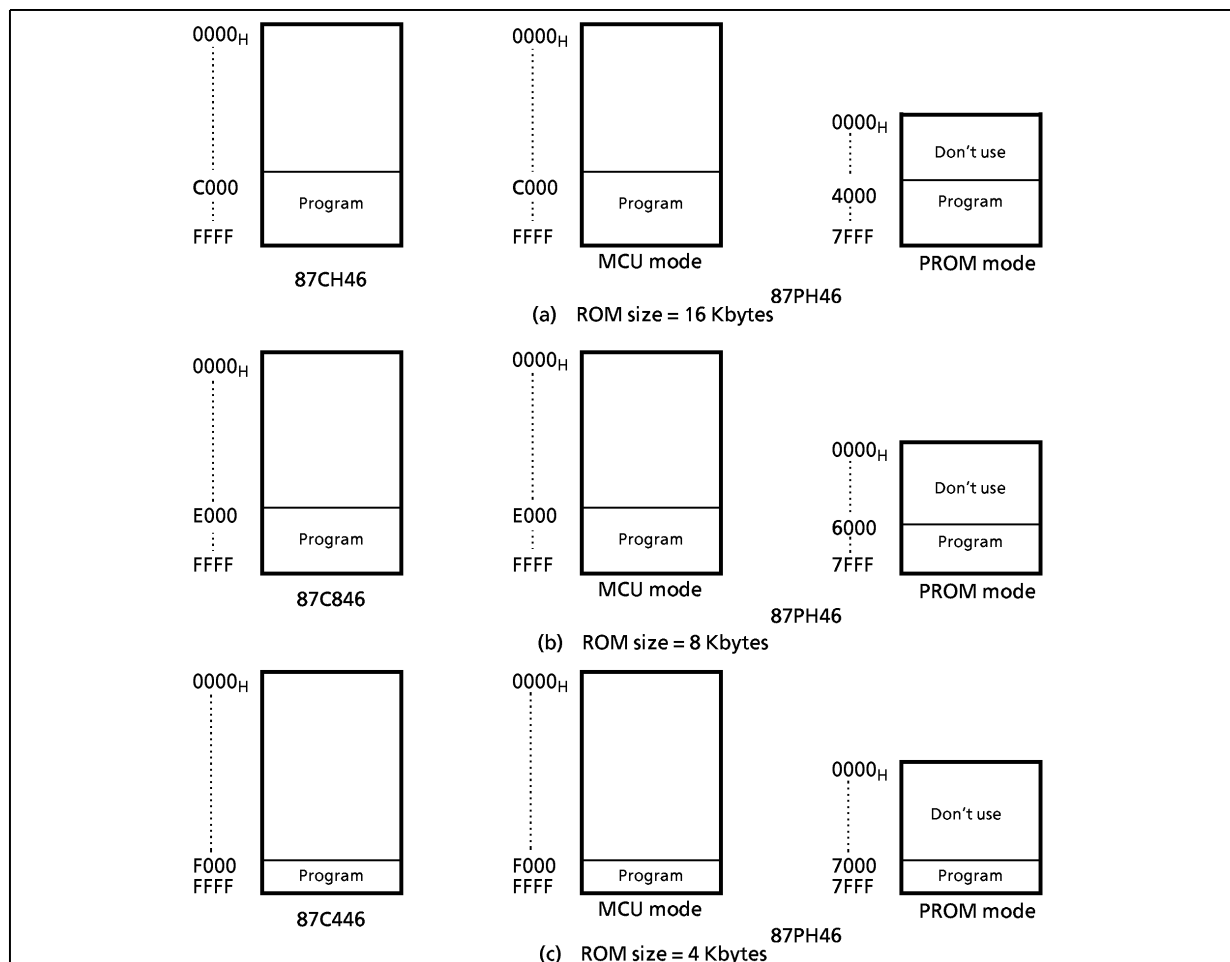 0000H 0000H
0000H
Don't use
C000 Program C000 Program 4000 Program
FFFF FFFF 7FFF
87CH46 MCU mode PROM mode
87PH46
(a) ROM size = 16 Kbytes
0000H 0000H
0000H
Don't use
E000 E000 6000
Program Program Program
FFFF FFFF 7FFF
87C846 MCU mode PROM mode
87PH46
(b) ROM size = 8 Kbytes
0000H 0000H
0000H
Don't use
F000 F000 7000
Program Program Program
FFFF FFFF 7FFF
87C446 MCU mode PROM mode
87PH46
(c) ROM size = 4 Kbytes